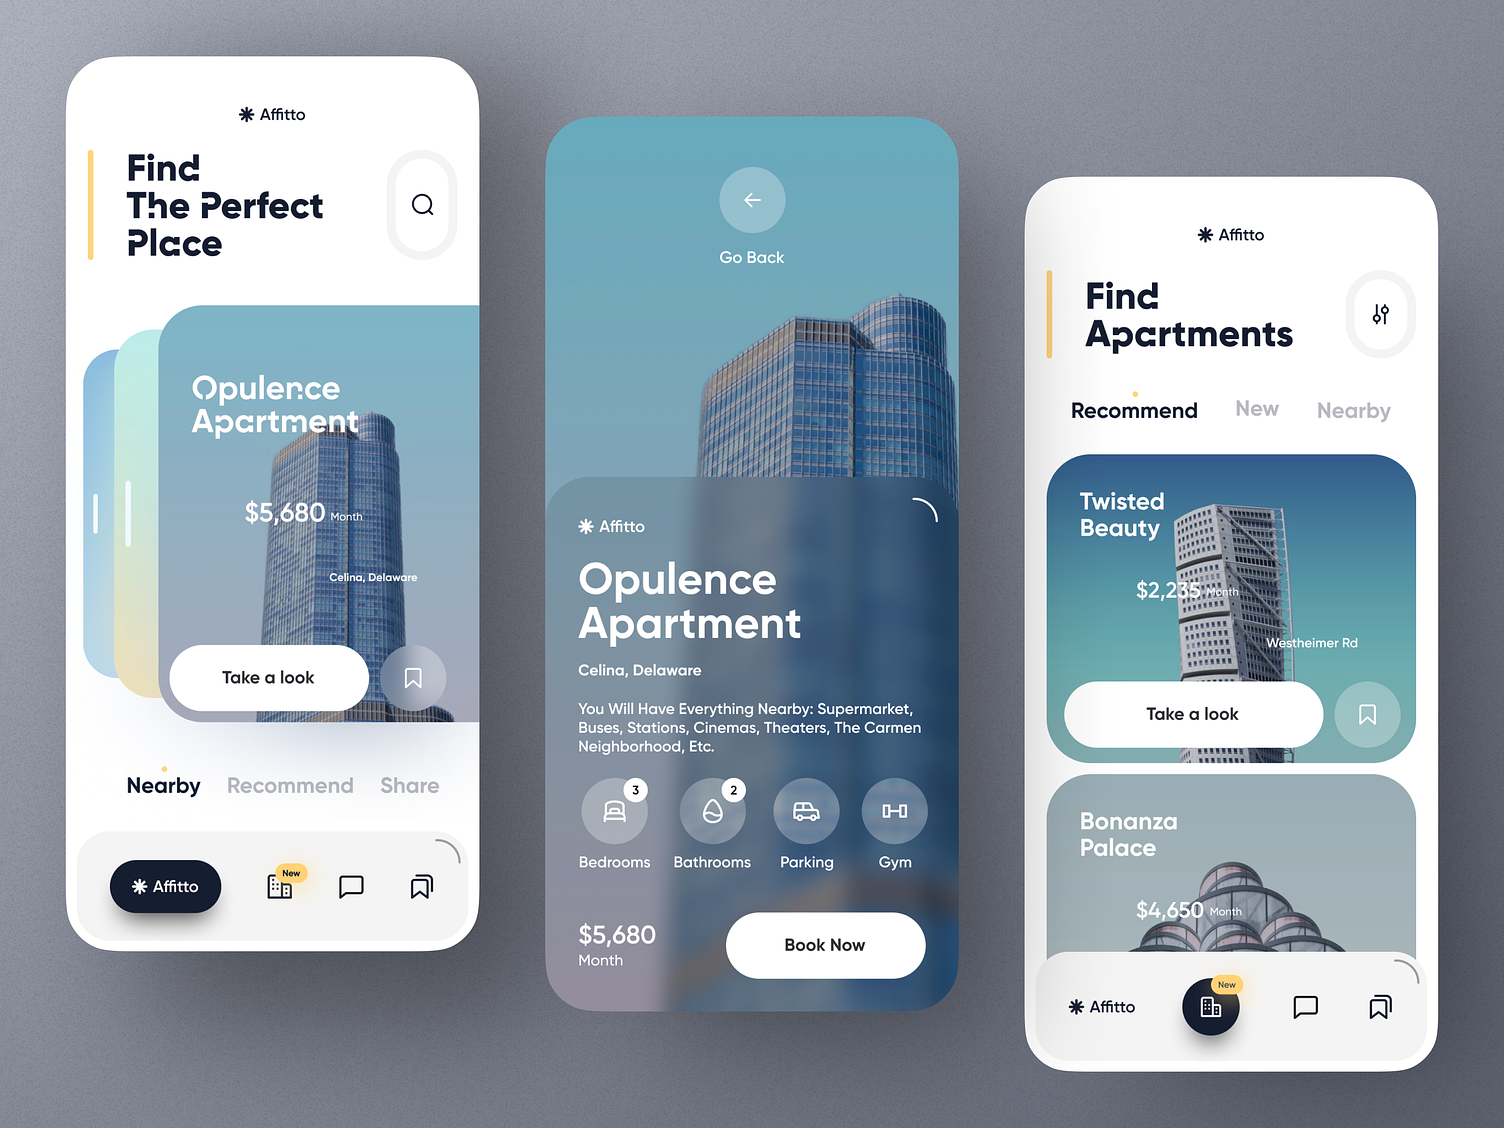 Affitto
Find
The Perfect
Place
Opulence
Apartment
$5,680 Month
Celina, Delaware
Take a look
Nearby Recommend Share
Affitto New
Go Back
Affitto
Opulence
Apartment
Celina, Delaware
You Will Have Everything Nearby: Supermarket,
Buses, Stations, Cinemas, Theaters, The Carmen
Neighborhood, Etc.
3 2
Bedrooms Bathrooms Parking Gym
$5,680
Month
Book Now
Affitto
Find
Apartments
Recommend New Nearby
Twisted
Beauty
$2,235 Month
Westheimer Rd
Take a look
Bonanza
Palace
$4,650 Month
Affitto New